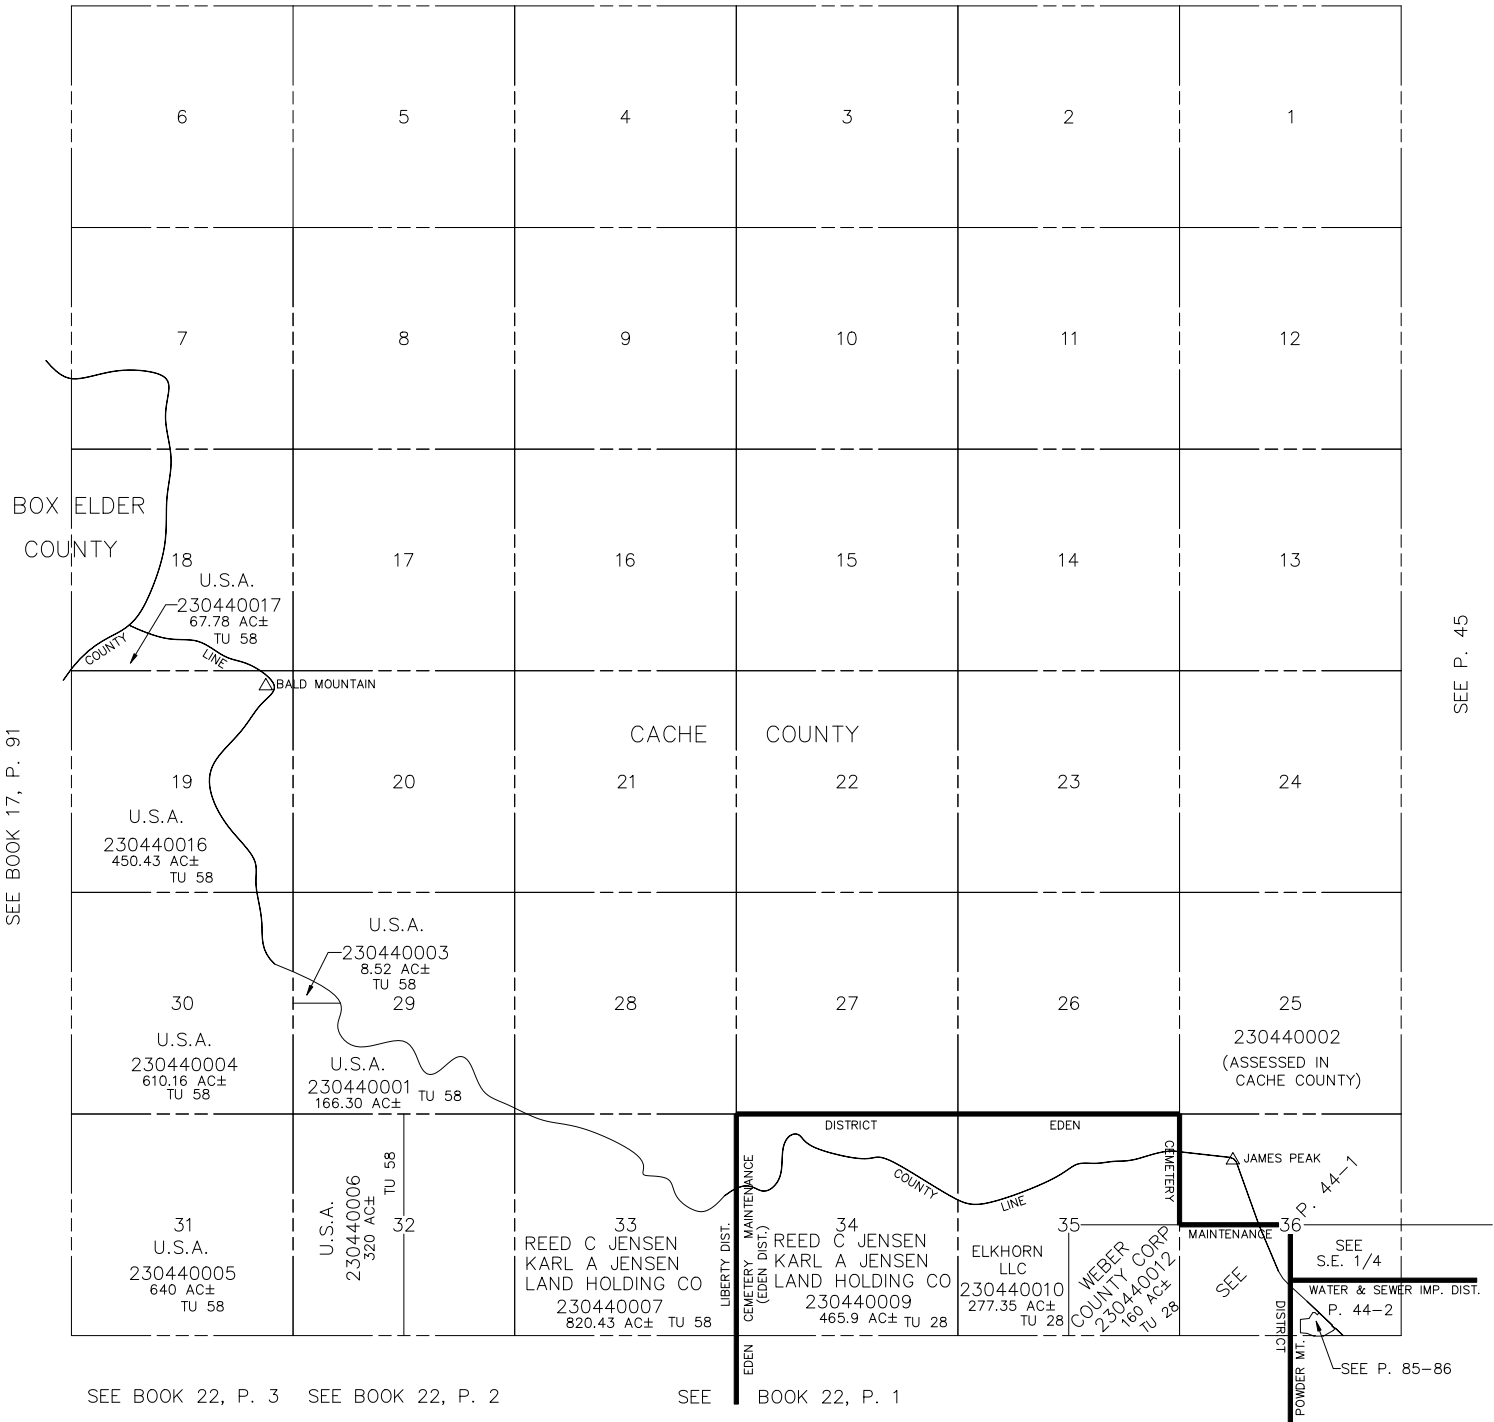 6
5
4
3
2
1
7
8
9
10
11
12
BOX ELDER
COUNTY
18
17
16
15
14
13
U.S.A.
230440017
67.78 AC±
TU 58
COUNTY
LINE
BALD MOUNTAIN
SEE P. 45
SEE BOOK 17, P. 91
CACHE COUNTY
19
20
21
22
23
24
U.S.A.
230440016
450.43 AC±
TU 58
U.S.A.
230440003
8.52 AC±
TU 58
30
29
28
27
26
25
U.S.A.
230440004
610.16 AC±
TU 58
U.S.A.
230440001
166.30 AC±
TU 58
230440002
(ASSESSED IN
CACHE COUNTY)
DISTRICT
EDEN
CEMETERY
MAINTENANCE
JAMES PEAK
P. 44-1
SEE
COUNTY
LINE
31
U.S.A.
230440005
640 AC±
TU 58
32
U.S.A.
230440006
320 AC±
TU 58
33
REED C JENSEN
KARL A JENSEN
LAND HOLDING CO
230440007
820.43 AC±
TU 58
LIBERTY DIST.
EDEN CEMETERY MAINTENANCE
(EDEN DIST.)
34
REED C JENSEN
KARL A JENSEN
LAND HOLDING CO
230440009
465.9 AC±
TU 28
35
ELKHORN
LLC
230440010
277.35 AC±
TU 28
WEBER
COUNTY CORP
230440012
160 AC±
TU 28
36
SEE
S.E. 1/4
WATER & SEWER IMP. DIST.
P. 44-2
DISTRICT
POWDER MT.
SEE P. 85-86
SEE BOOK 22, P. 3
SEE BOOK 22, P. 2
SEE BOOK 22, P. 1